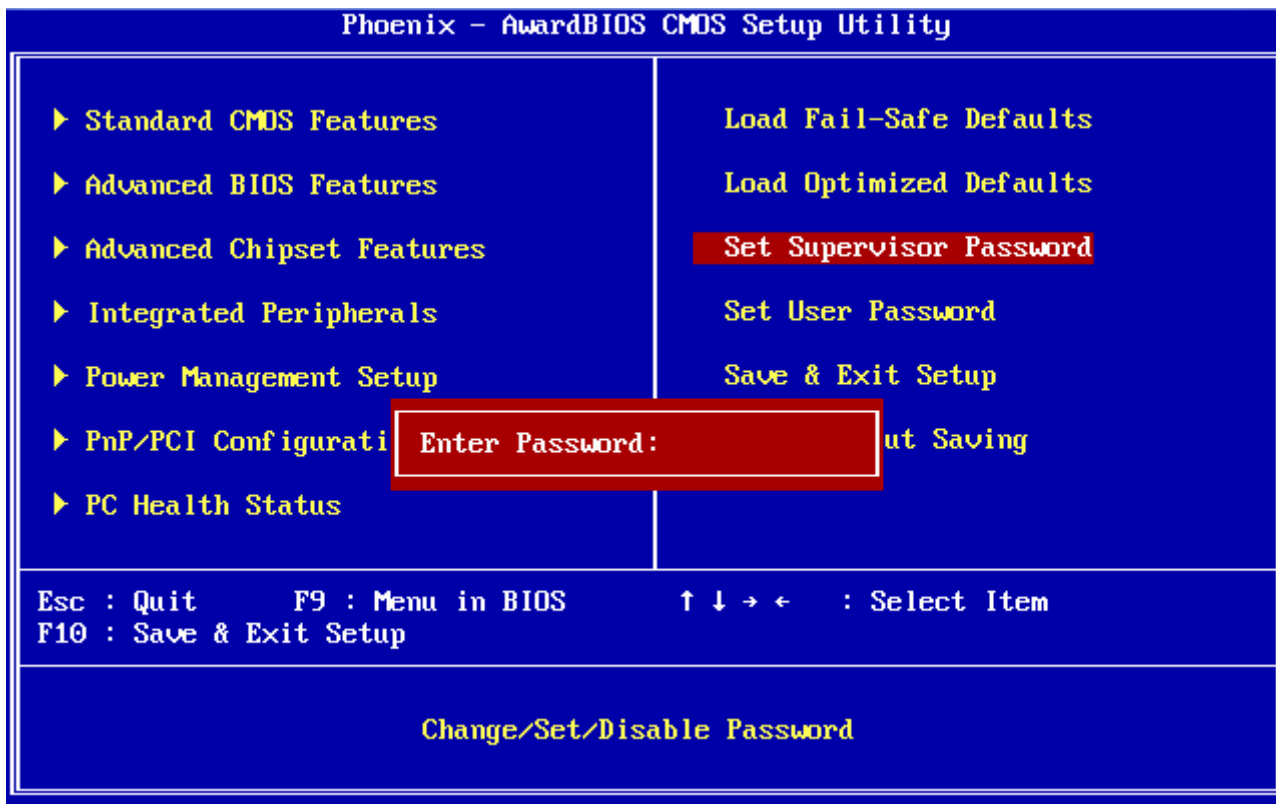 Phoenix - AwardBIOS CMOS Setup Utility
Standard CMOS Features
Advanced BIOS Features
Advanced Chipset Features
Integrated Peripherals
Power Management Setup
PnP/PCI Configurati
PC Health Status
Load Fail-Safe Defaults
Load Optimized Defaults
Set Supervisor Password
Set User Password
Save & Exit Setup
ut Saving
Enter Password:
Esc : Quit F9 : Menu in BIOS ↑ ↓ → ← : Select Item
F10 : Save & Exit Setup
Change/Set/Disable Password